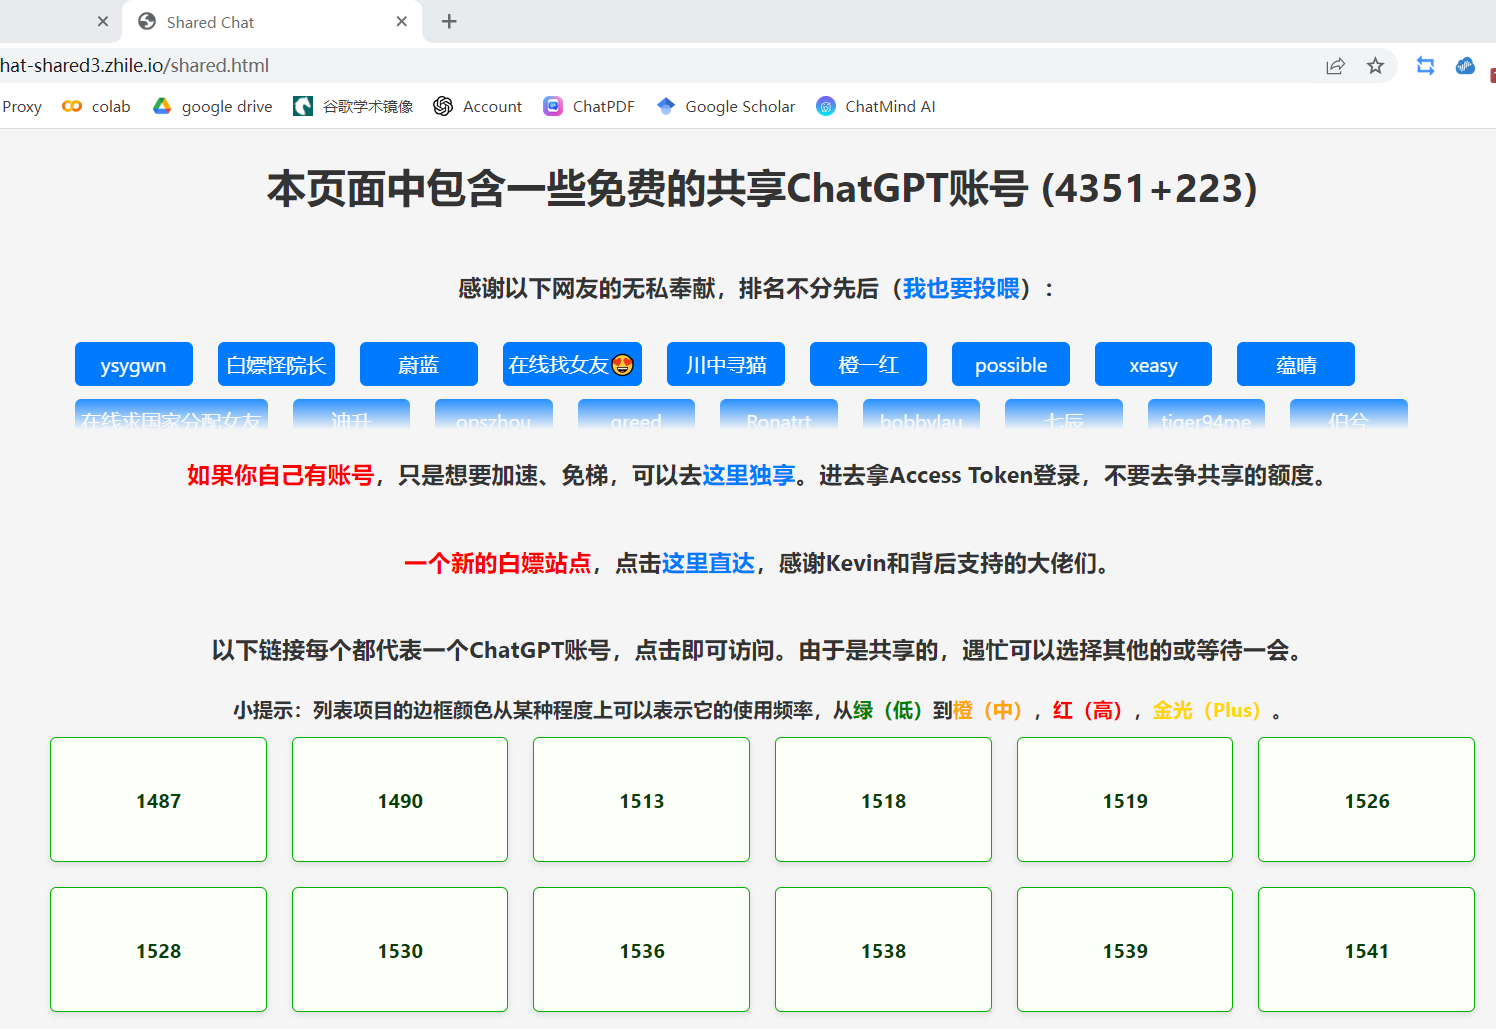 Shared Chat
hat-shared3.zhile.io/shared.html
Proxy colab google drive 谷歌学术镜像 Account ChatPDF Google Scholar ChatMind AI
本页面中包含一些免费的共享ChatGPT账号 (4351+223)
感谢以下网友的无私奉献，排名不分先后（我也要投喂）：
ysygwn 白嫖怪院长 蔚蓝 在线找女友😍 川中寻猫 橙一红 possible xeasy 蕴晴
在线求国家分配女友 迪升 opszhou greed Ronatrt bobbylau 七辰 tiger94me 伯兮
如果你自己有账号，只是想要加速、免梯，可以去这里独享。进去拿Access Token登录，不要去争共享的额度。
一个新的白嫖站点，点击这里直达，感谢Kevin和背后支持的大佬们。
以下链接每个都代表一个ChatGPT账号，点击即可访问。由于是共享的，遇忙可以选择其他的或等待一会。
小提示：列表项目的边框颜色从某种程度上可以表示它的使用频率，从绿（低）到橙（中），红（高），金光（Plus）。
1487 1490 1513 1518 1519 1526
1528 1530 1536 1538 1539 1541